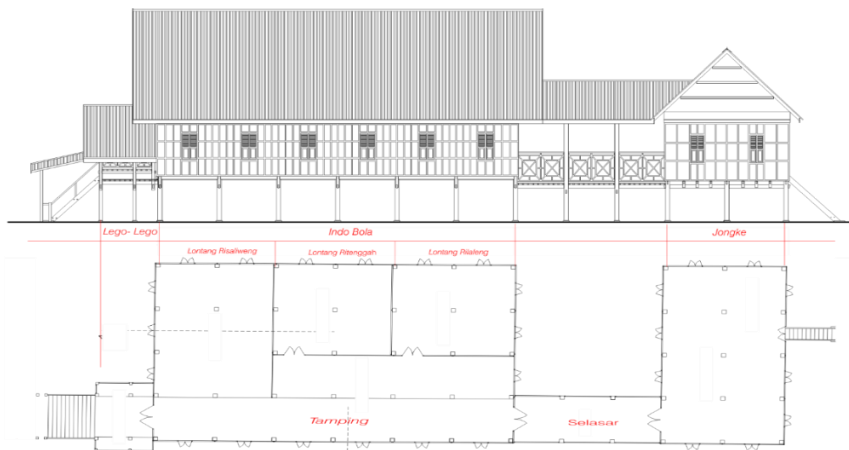 Lego- Lego
Indo Bola
Jongke
Lontang Risaliweng
Lontang Ritenggah
Lontang Rilaleng
Tamping
Selasar